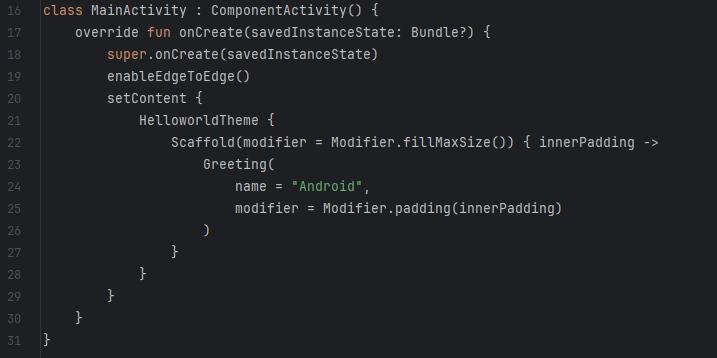 16 class MainActivity : ComponentActivity() {
17     override fun onCreate(savedInstanceState: Bundle?) {
18         super.onCreate(savedInstanceState)
19         enableEdgeToEdge()
20         setContent {
21             HelloworldTheme {
22                 Scaffold(modifier = Modifier.fillMaxSize()) { innerPadding ->
23                     Greeting(
24                         name = "Android",
25                         modifier = Modifier.padding(innerPadding)
26                     )
27                 }
28             }
29         }
30     }
31 }